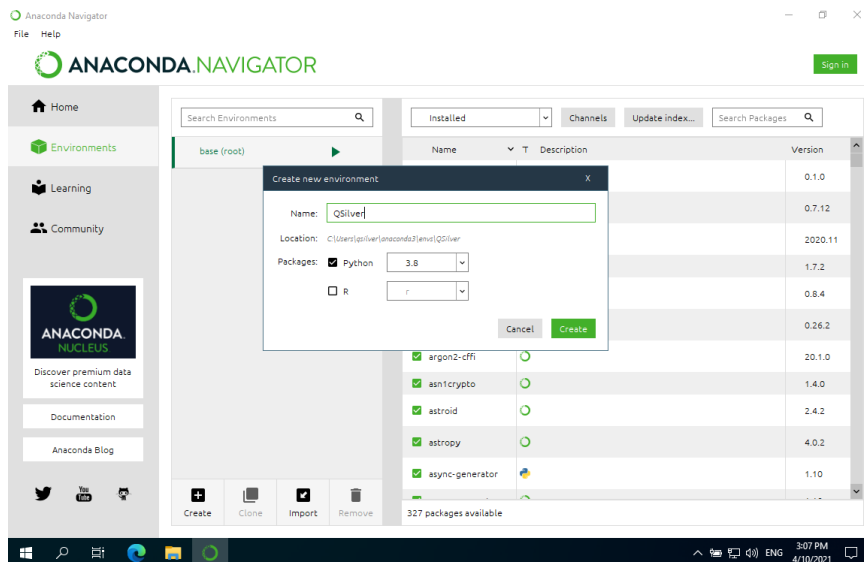 Anaconda Navigator
File Help
ANACONDA.NAVIGATOR
Sign in
Home
Environments
Learning
Community
ANACONDA.
NUCLEUS
Discover premium data
science content
Documentation
Anaconda Blog
You
Tube
Search Environments
base (root)
Create Clone Import Remove
Installed Channels Update index... Search Packages
Name T Description Version
0.1.0
0.7.12
2020.11
1.7.2
0.8.4
0.26.2
argon2-cffi 20.1.0
asn1crypto 1.4.0
astroid 2.4.2
astropy 4.0.2
async-generator 1.10
327 packages available
Create new environment X
Name: QSilver
Location: C:\Users\qsilver\anaconda3\envs\QSilver
Packages: Python 3.8
R r
Cancel Create
ENG
3:07 PM
4/10/2021